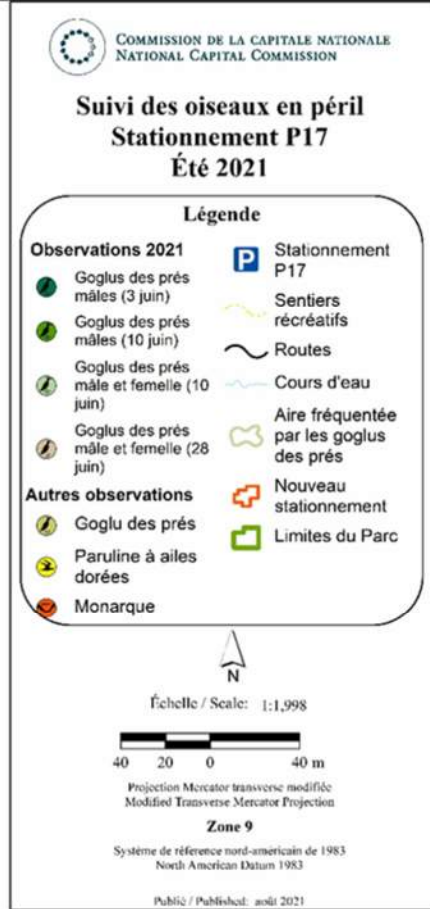 COMMISSION DE LA CAPITALE NATIONALE
NATIONAL CAPITAL COMMISSION
Suivi des oiseaux en péril
Stationnement P17
Été 2021
Légende
Observations 2021
Goglus des prés
mâles (3 juin)
Goglus des prés
mâles (10 juin)
Goglus des prés
mâle et femelle (10
juin)
Goglus des prés
mâle et femelle (28
juin)
Autres observations
Goglu des prés
Paruline à ailes
dorées
Monarque
P
Stationnement
P17
Sentiers
récréatifs
Routes
Cours d'eau
Aire fréquentée
par les goglus
des prés
Nouveau
stationnement
Limites du Parc
N
Échelle / Scale: 1:1,998
40 20 0 40 m
Projection Mercator transverse modifiée
Modified Transverse Mercator Projection
Zone 9
Système de référence nord-américain de 1983
North American Datum 1983
Publié / Published: août 2021